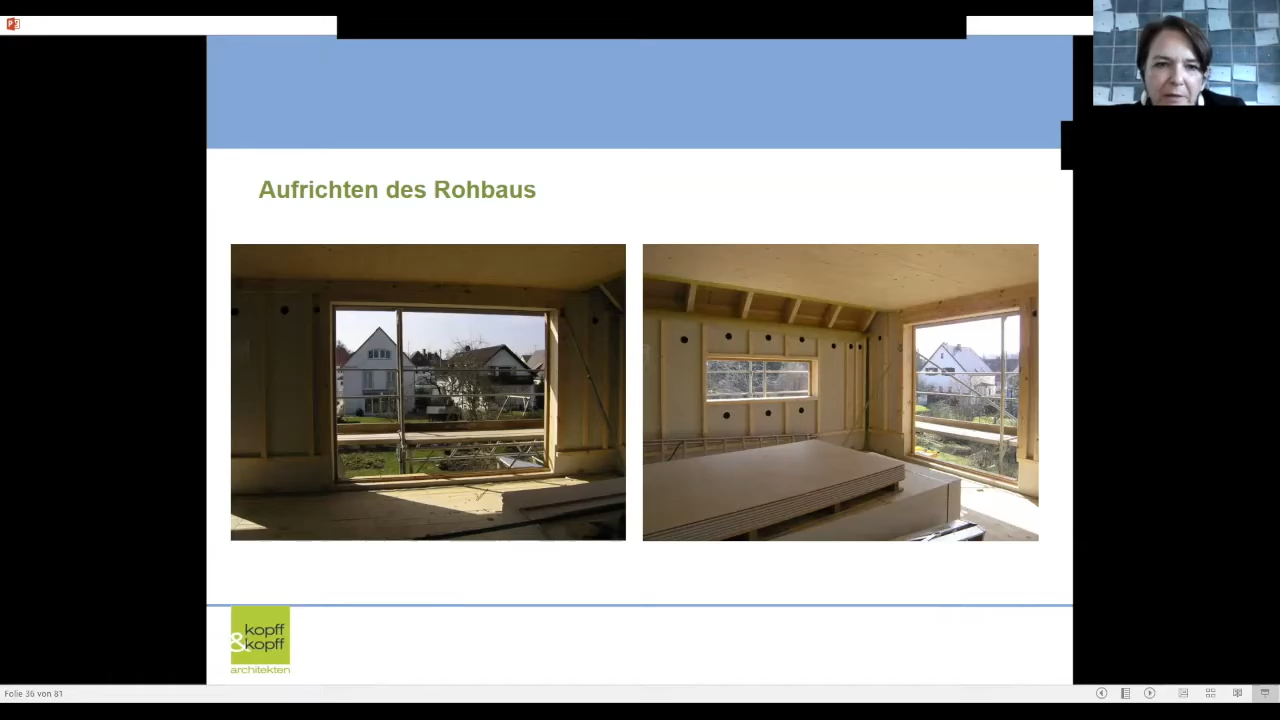 Aufrichten des Rohbaus
kopff
&kopff
architekten
Folie 36 von 81